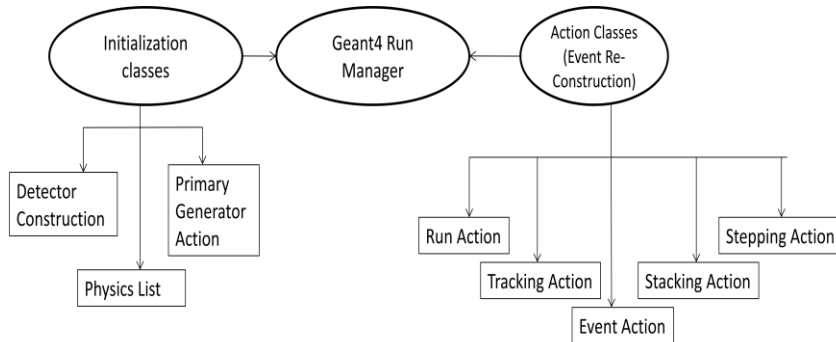 Initialization
classes
Geant4 Run
Manager
Action Classes
(Event Re-
Construction)
Detector
Construction
Primary
Generator
Action
Physics List
Run Action
Tracking Action
Event Action
Stacking Action
Stepping Action